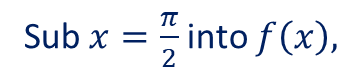 Sub x = π/2 into f(x),